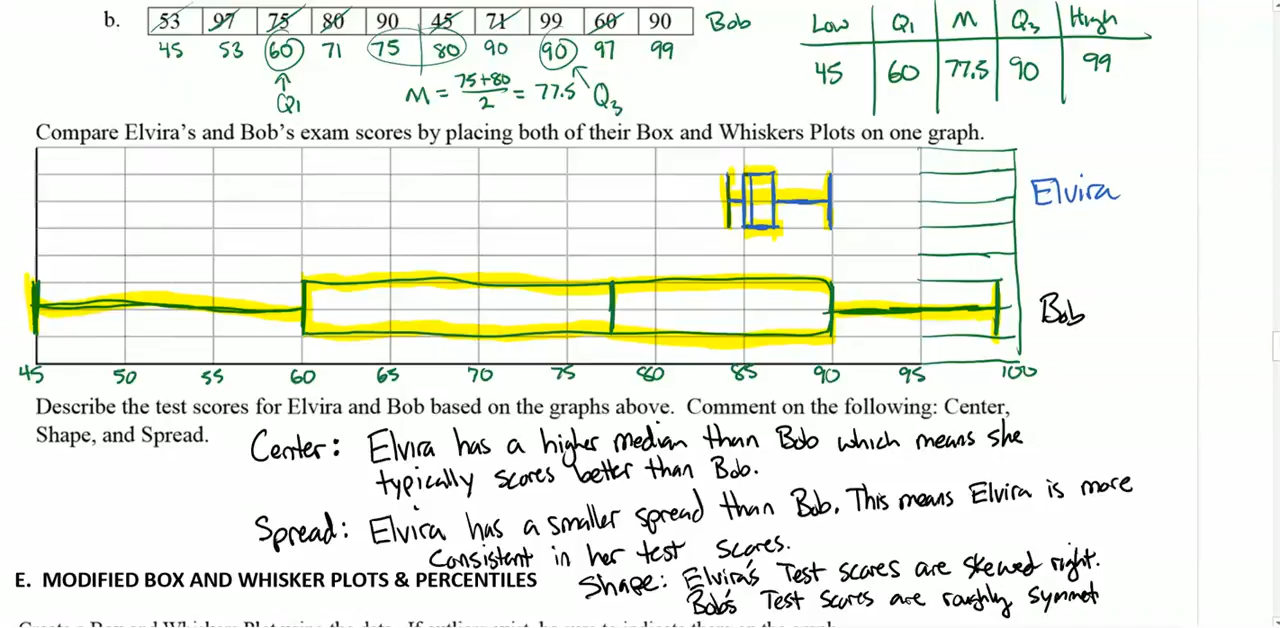 b. 53 97 75 80 90 45 71 99 60 90 Bob
45 53 60 71 75 80 90 90 97 99
Q1
M = 75+80/2 = 77.5 Q3
Low Q1 M Q3 High
45 60 77.5 90 99
Compare Elvira's and Bob's exam scores by placing both of their Box and Whiskers Plots on one graph.
Elvira
Bob
45 50 55 60 65 70 75 80 85 90 95 100
Describe the test scores for Elvira and Bob based on the graphs above. Comment on the following: Center,
Shape, and Spread.
Center: Elvira has a higher median than Bob which means she
typically scores better than Bob.
Spread: Elvira has a smaller spread than Bob. This means Elvira is more
consistent in her test scores.
Shape: Elvira's Test scores are skewed right.
Bob's Test scores are roughly symmet
E. MODIFIED BOX AND WHISKER PLOTS & PERCENTILES